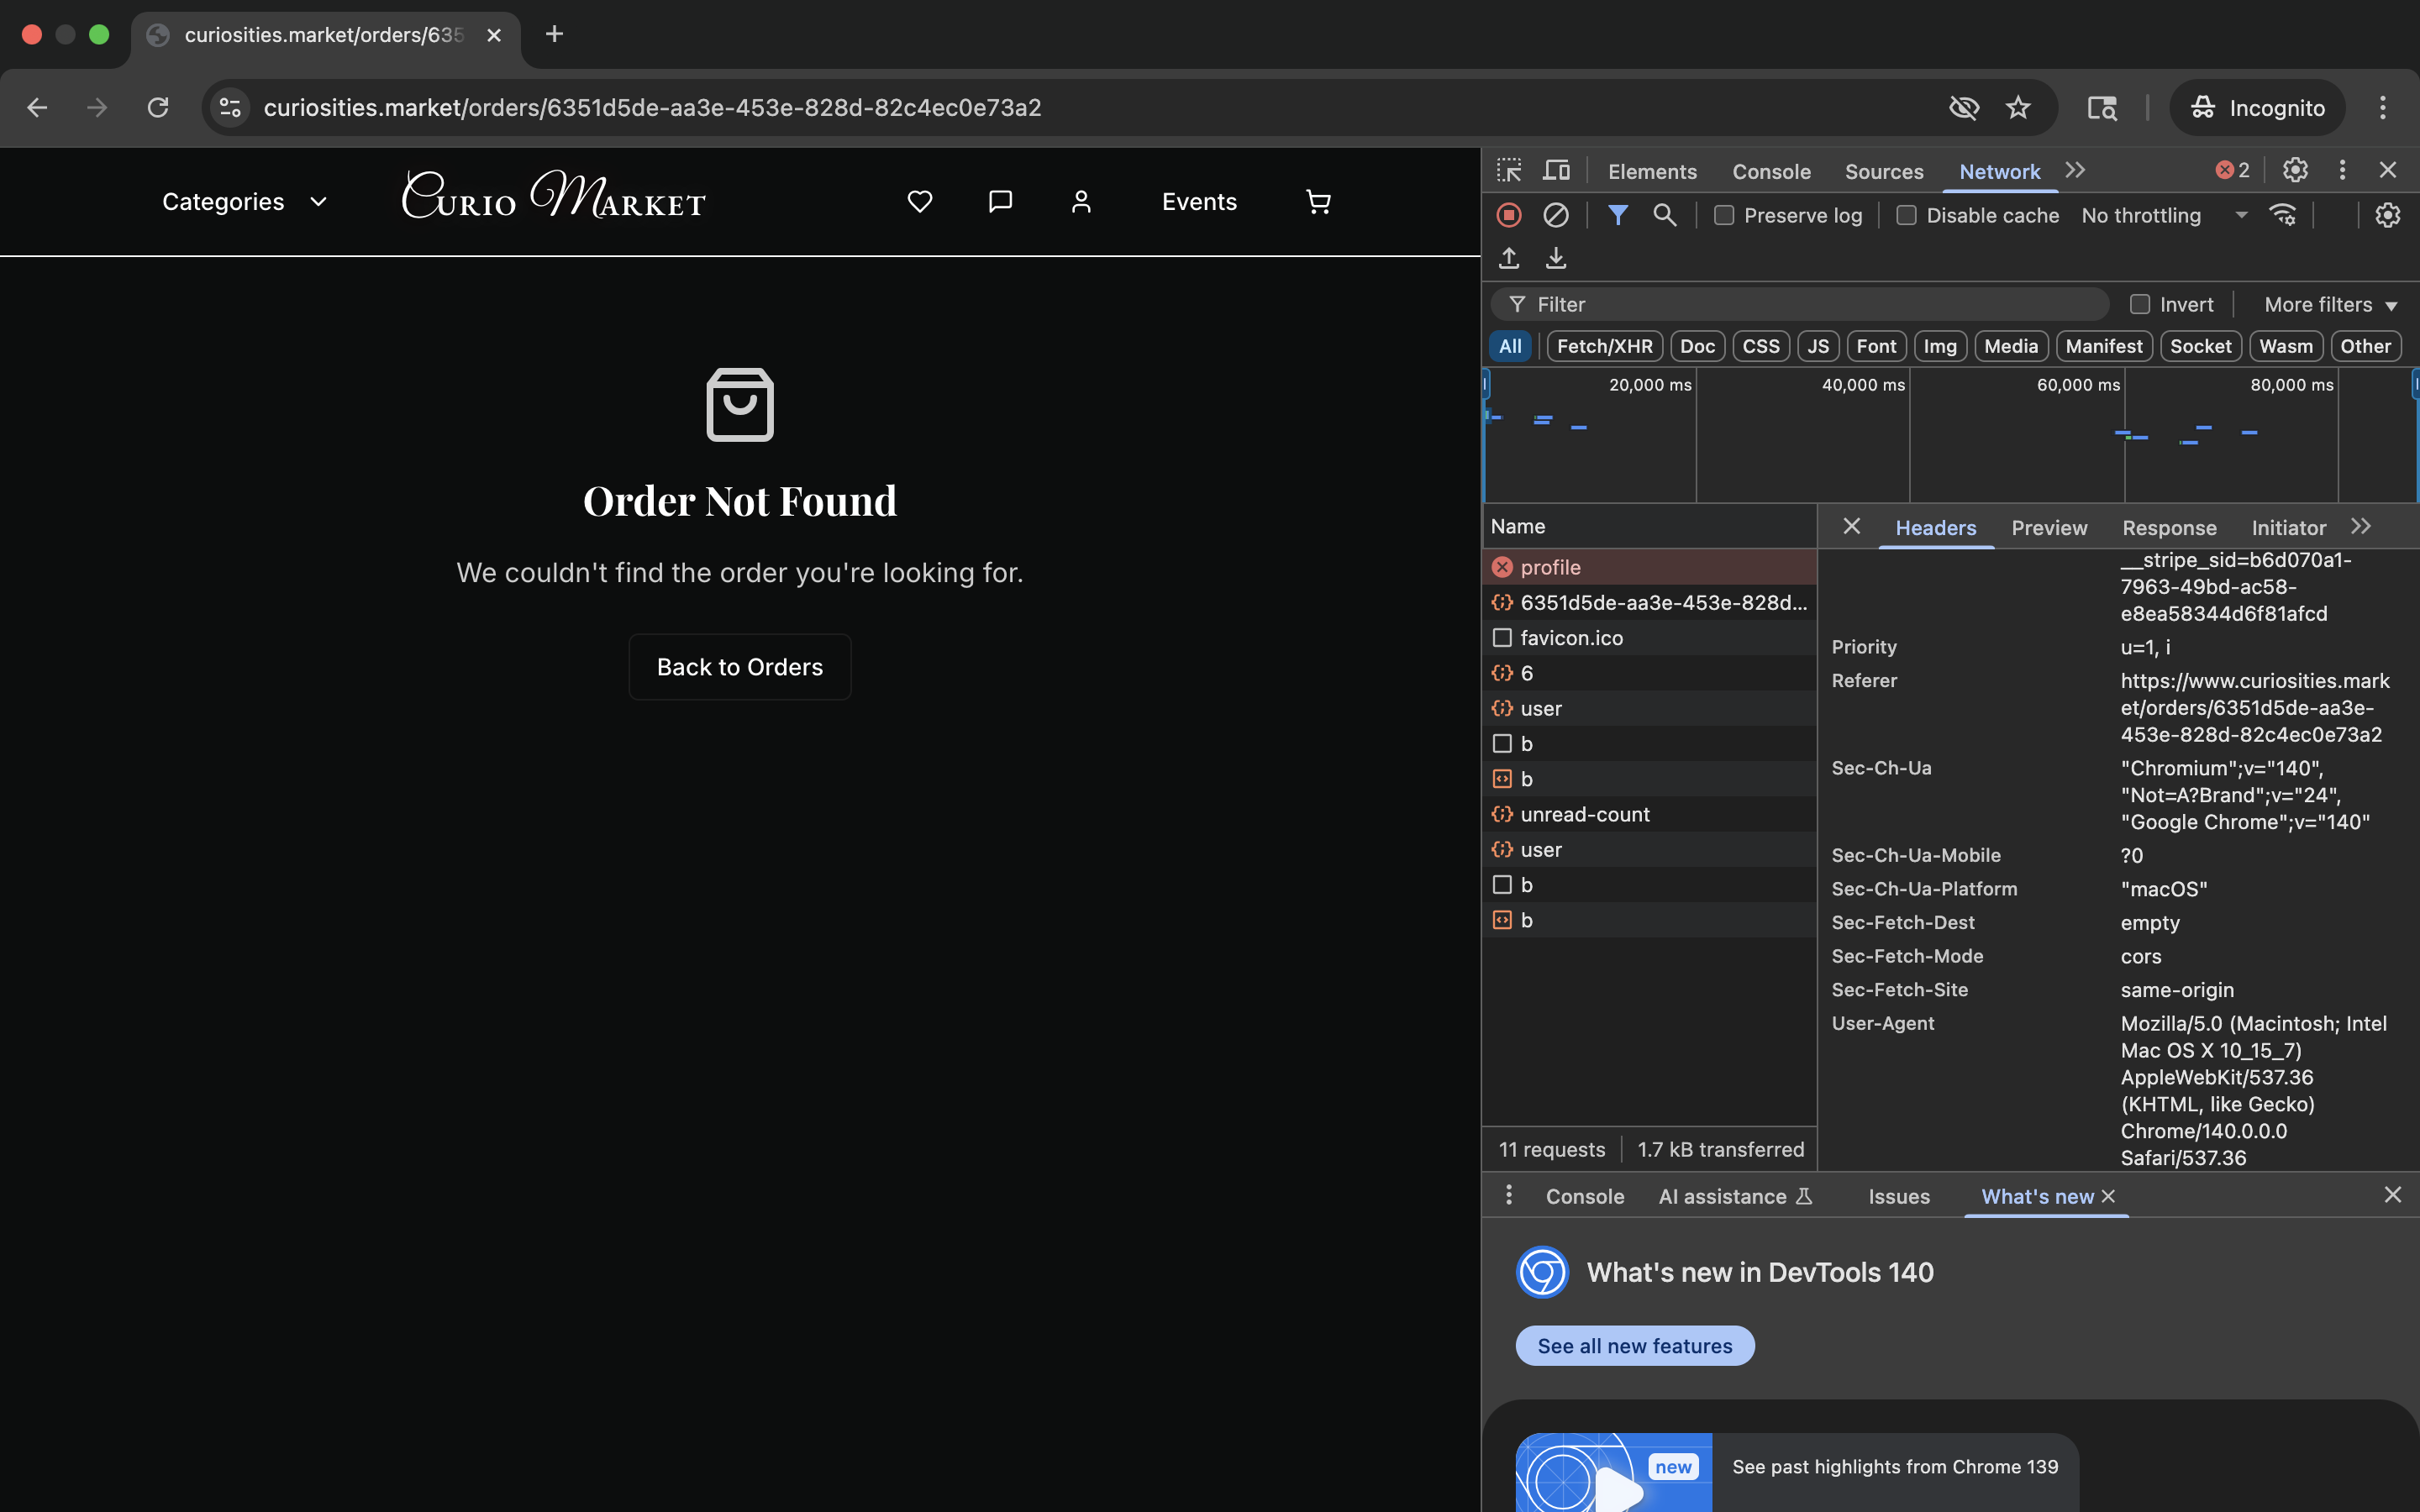 curiosities.market/orders/635
curiosities.market/orders/6351d5de-aa3e-453e-828d-82c4ec0e73a2
Incognito
Categories
Curio Market
Events
Order Not Found
We couldn't find the order you're looking for.
Back to Orders
Elements Console Sources Network 2
Preserve log Disable cache No throttling
Filter Invert More filters
All Fetch/XHR Doc CSS JS Font Img Media Manifest Socket Wasm Other
20,000 ms 40,000 ms 60,000 ms 80,000 ms
Name
profile
6351d5de-aa3e-453e-828d...
favicon.ico
6
user
b
b
unread-count
user
b
b
11 requests 1.7 kB transferred
Headers Preview Response Initiator
__stripe_sid=b6d070a1-
7963-49bd-ac58-
e8ea58344d6f81afcd
Priority u=1, i
Referer https://www.curiosities.mark
et/orders/6351d5de-aa3e-
453e-828d-82c4ec0e73a2
Sec-Ch-Ua "Chromium";v="140",
"Not=A?Brand";v="24",
"Google Chrome";v="140"
Sec-Ch-Ua-Mobile ?0
Sec-Ch-Ua-Platform "macOS"
Sec-Fetch-Dest empty
Sec-Fetch-Mode cors
Sec-Fetch-Site same-origin
User-Agent Mozilla/5.0 (Macintosh; Intel
Mac OS X 10_15_7)
AppleWebKit/537.36
(KHTML, like Gecko)
Chrome/140.0.0.0
Safari/537.36
Console AI assistance Issues What's new
What's new in DevTools 140
See all new features
new
See past highlights from Chrome 139